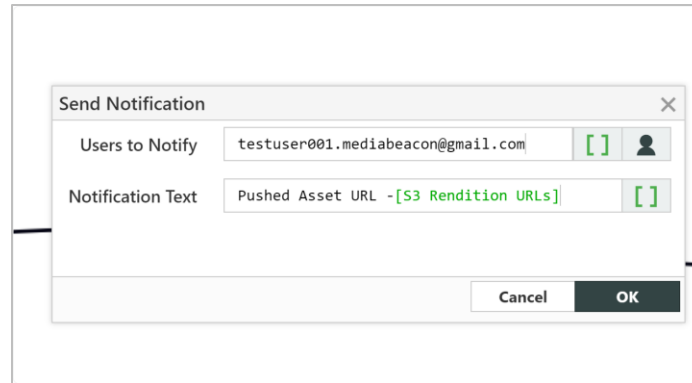 Send Notification
Users to Notify testuser001.mediabeacon@gmail.com [ ]
Notification Text Pushed Asset URL -[S3 Rendition URLs] [ ]
Cancel OK